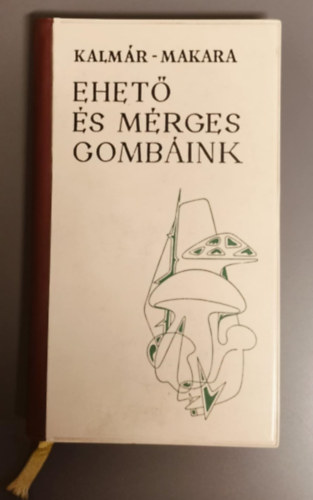 KALMÁR - MAKARA
EHETŐ
ÉS MÉRGES
GOMBÁINK